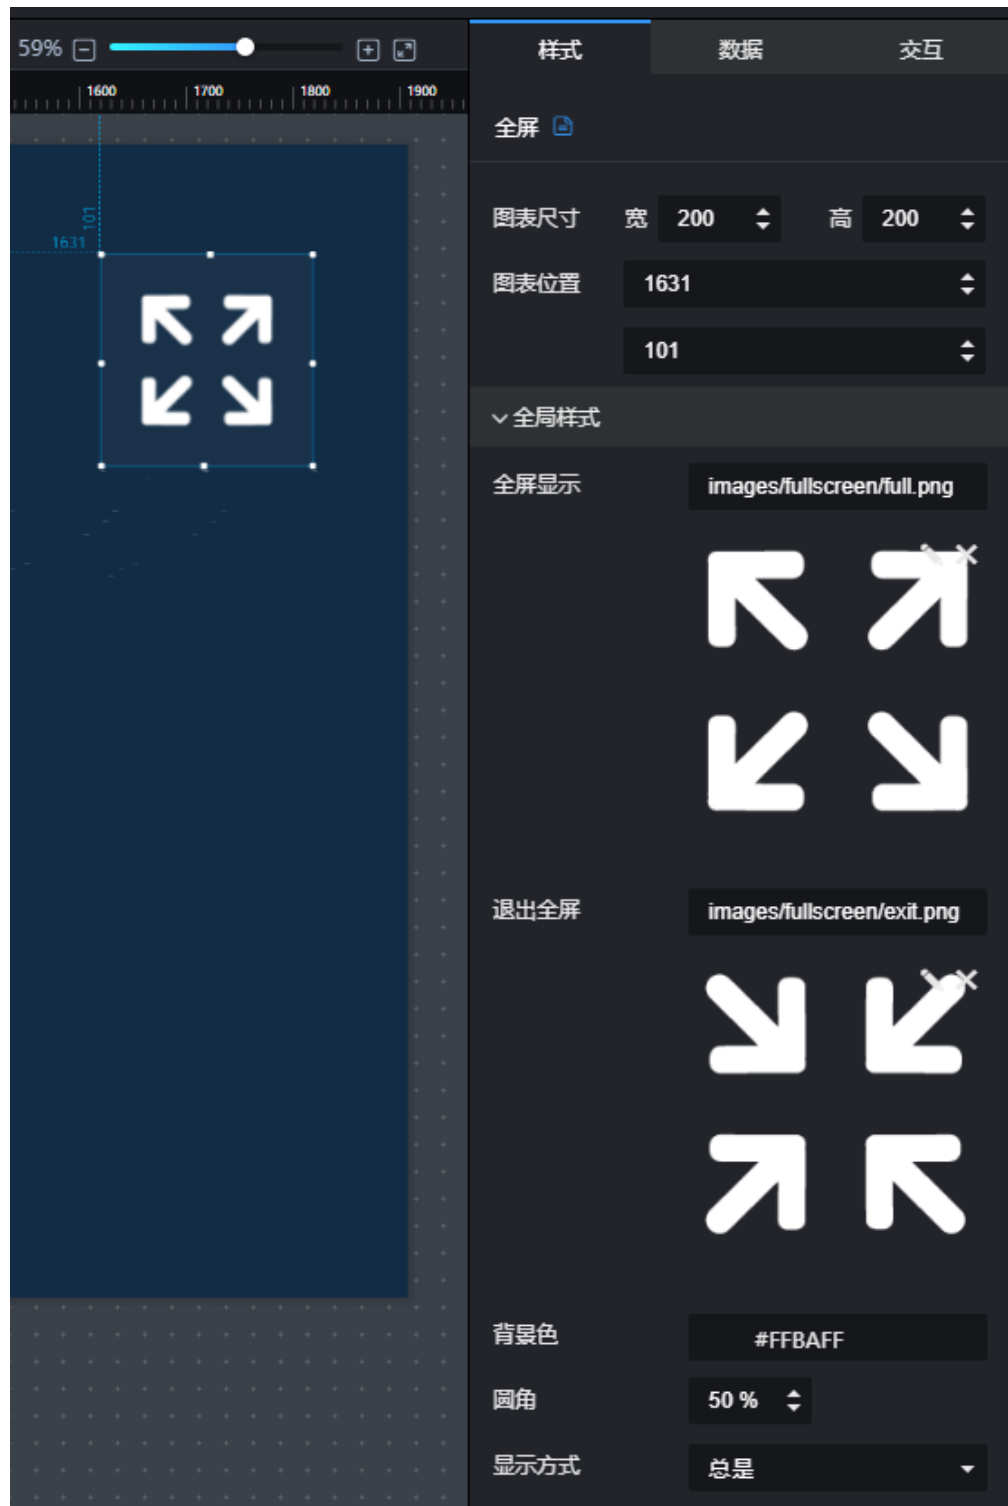 59%
样式 数据 交互
1600 1700 1800 1900
全屏
101
1631
图表尺寸 宽 200 高 200
图表位置 1631
101
全局样式
全屏显示 images/fullscreen/full.png
退出全屏 images/fullscreen/exit.png
背景色 #FFBAFF
圆角 50 %
显示方式 总是